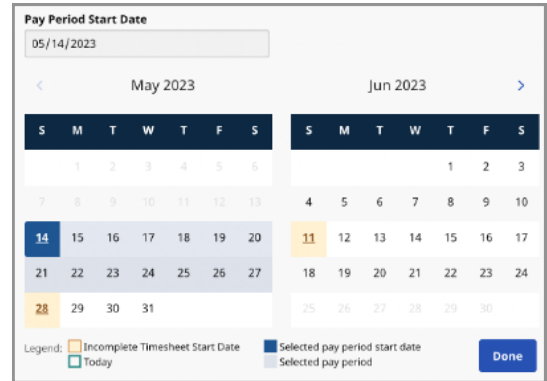 Pay Period Start Date
05/14/2023
May 2023 Jun 2023
S M T W T F S S M T W T F S
1 2 3 4 5 6 1 2 3
7 8 9 10 11 12 13 4 5 6 7 8 9 10
14 15 16 17 18 19 20 11 12 13 14 15 16 17
21 22 23 24 25 26 27 18 19 20 21 22 23 24
28 29 30 31 25 26 27 28 29 30
Legend: Incomplete Timesheet Start Date Selected pay period start date
Today Selected pay period
Done